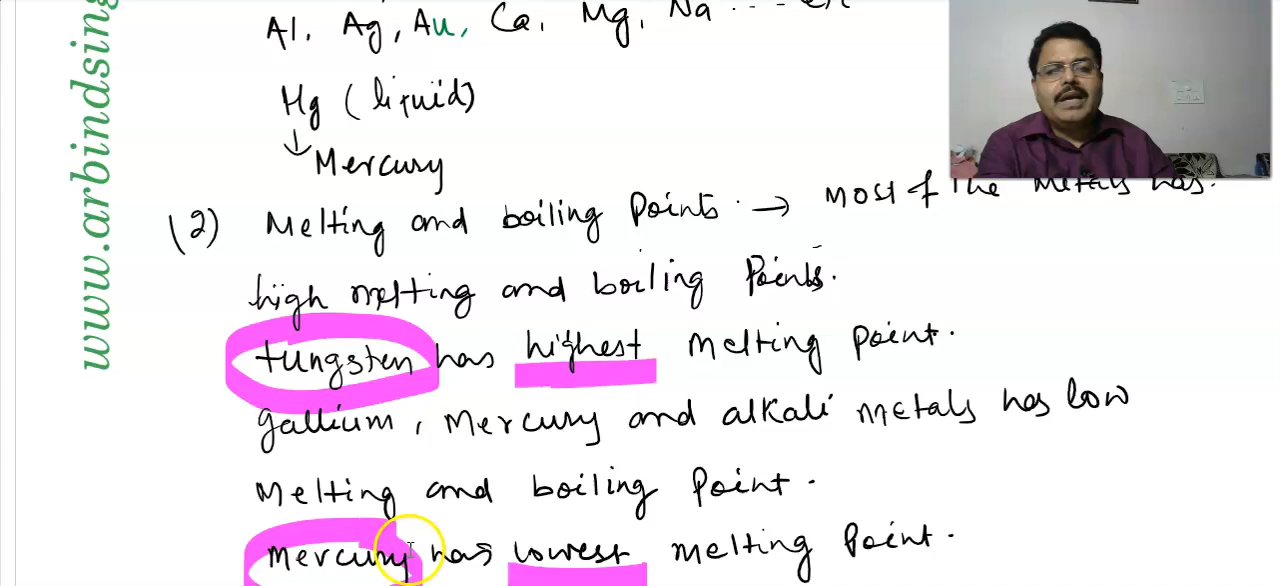 Al, Ag, Au, Ca, Mg, Na
Hg (liquid)
Mercury
(2) Melting and boiling Points. → Most of the Metals has.
high melting and boiling Points.
tungsten has highest melting point.
gallium, Mercury and alkali metals has low
Melting and boiling point.
Mercury has lowest melting point.
www.arbindsing